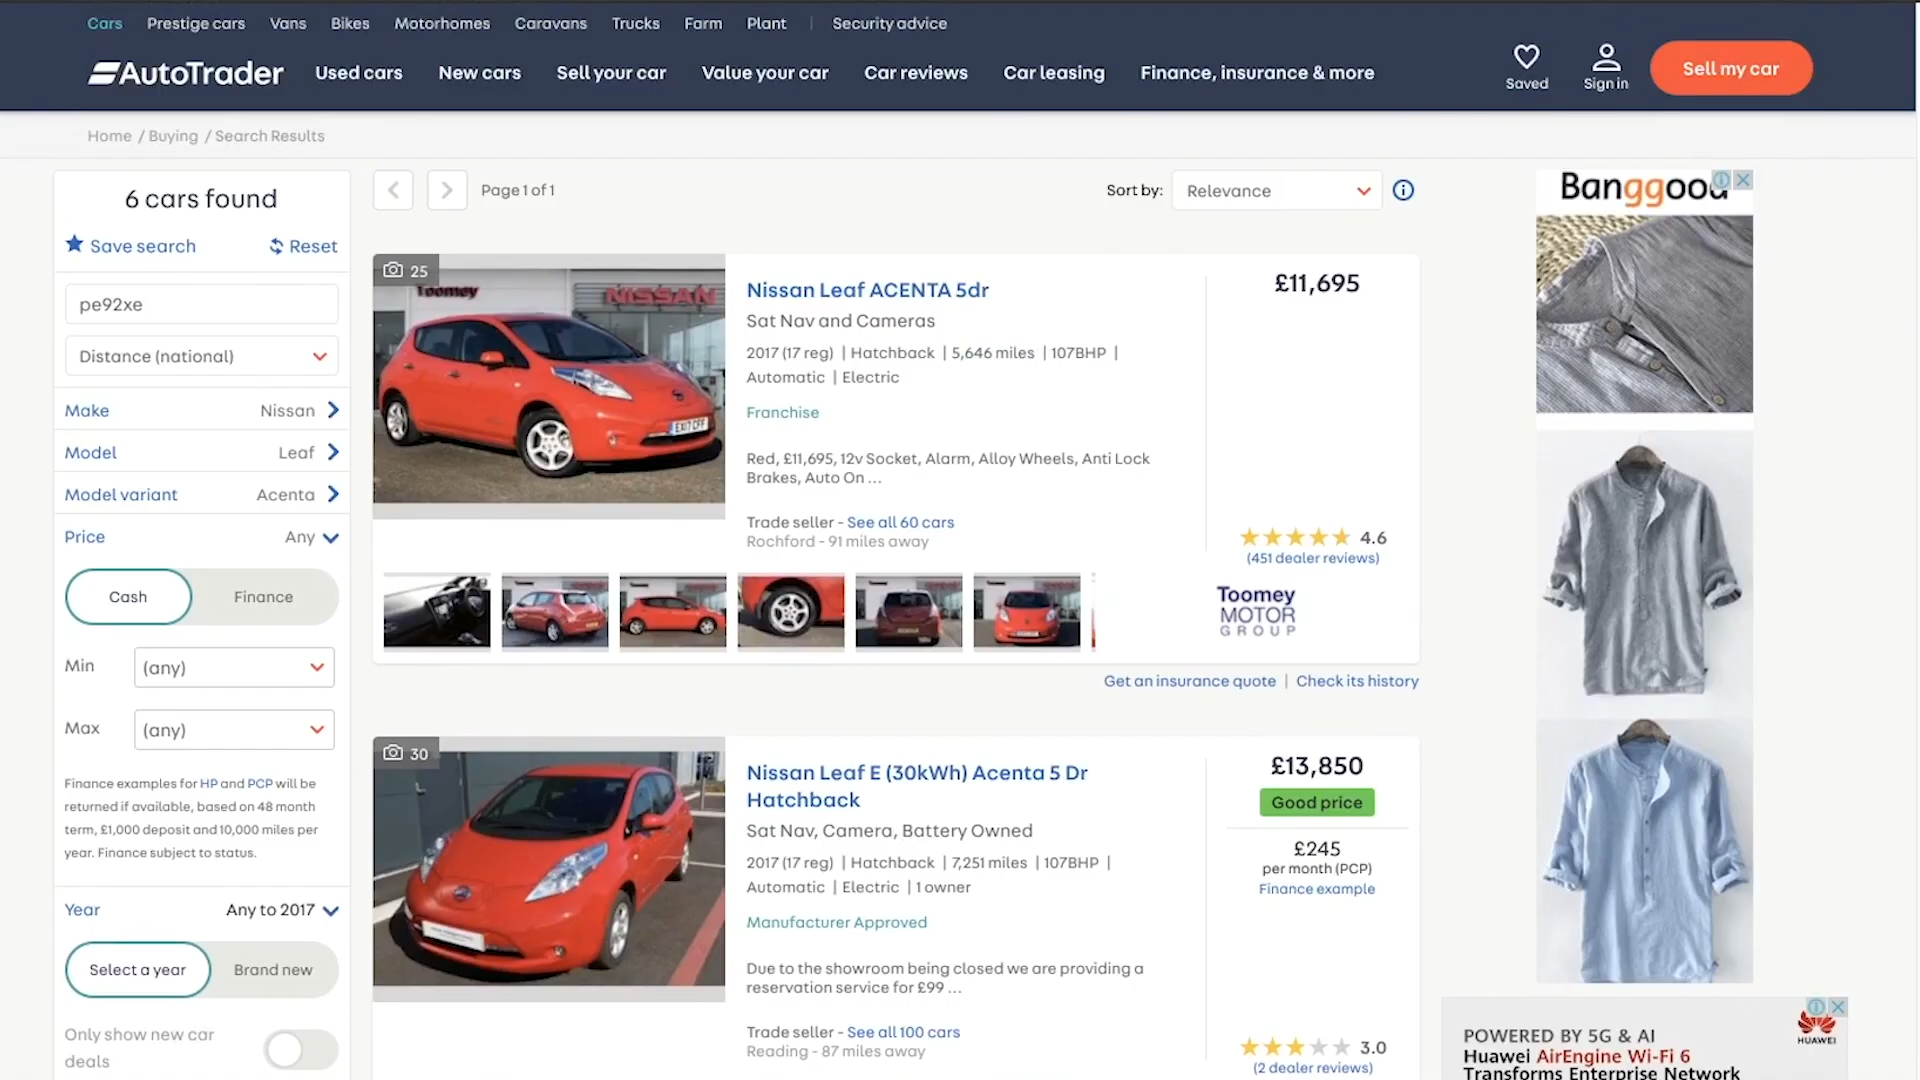 Cars Prestige cars Vans Bikes Motorhomes Caravans Trucks Farm Plant | Security advice
AutoTrader Used cars New cars Sell your car Value your car Car reviews Car leasing Finance, insurance & more
Saved
Sign in
Sell my car
Home / Buying / Search Results
6 cars found
Save search
Reset
pe92xe
Distance (national)
Make Nissan
Model Leaf
Model variant Acenta
Price Any
Cash Finance
Min (any)
Max (any)
Finance examples for HP and PCP will be
returned if available, based on 48 month
term, £1,000 deposit and 10,000 miles per
year. Finance subject to status.
Year Any to 2017
Select a year Brand new
Only show new car
deals
Page 1 of 1
Sort by: Relevance
25
Toomey
NISSAN
EX17 CFF
Nissan Leaf ACENTA 5dr
Sat Nav and Cameras
2017 (17 reg) | Hatchback | 5,646 miles | 107BHP |
Automatic | Electric
Franchise
Red, £11,695, 12v Socket, Alarm, Alloy Wheels, Anti Lock
Brakes, Auto On ...
Trade seller - See all 60 cars
Rochford - 91 miles away
£11,695
4.6
(451 dealer reviews)
Toomey
MOTOR
GROUP
Get an insurance quote | Check its history
30
Nissan Leaf E (30kWh) Acenta 5 Dr
Hatchback
Sat Nav, Camera, Battery Owned
2017 (17 reg) | Hatchback | 7,251 miles | 107BHP |
Automatic | Electric | 1 owner
Manufacturer Approved
Due to the showroom being closed we are providing a
reservation service for £99 ...
Trade seller - See all 100 cars
Reading - 87 miles away
£13,850
Good price
£245
per month (PCP)
Finance example
3.0
(2 dealer reviews)
Banggood
POWERED BY 5G & AI
Huawei AirEngine Wi-Fi 6
Transforms Enterprise Network
HUAWEI